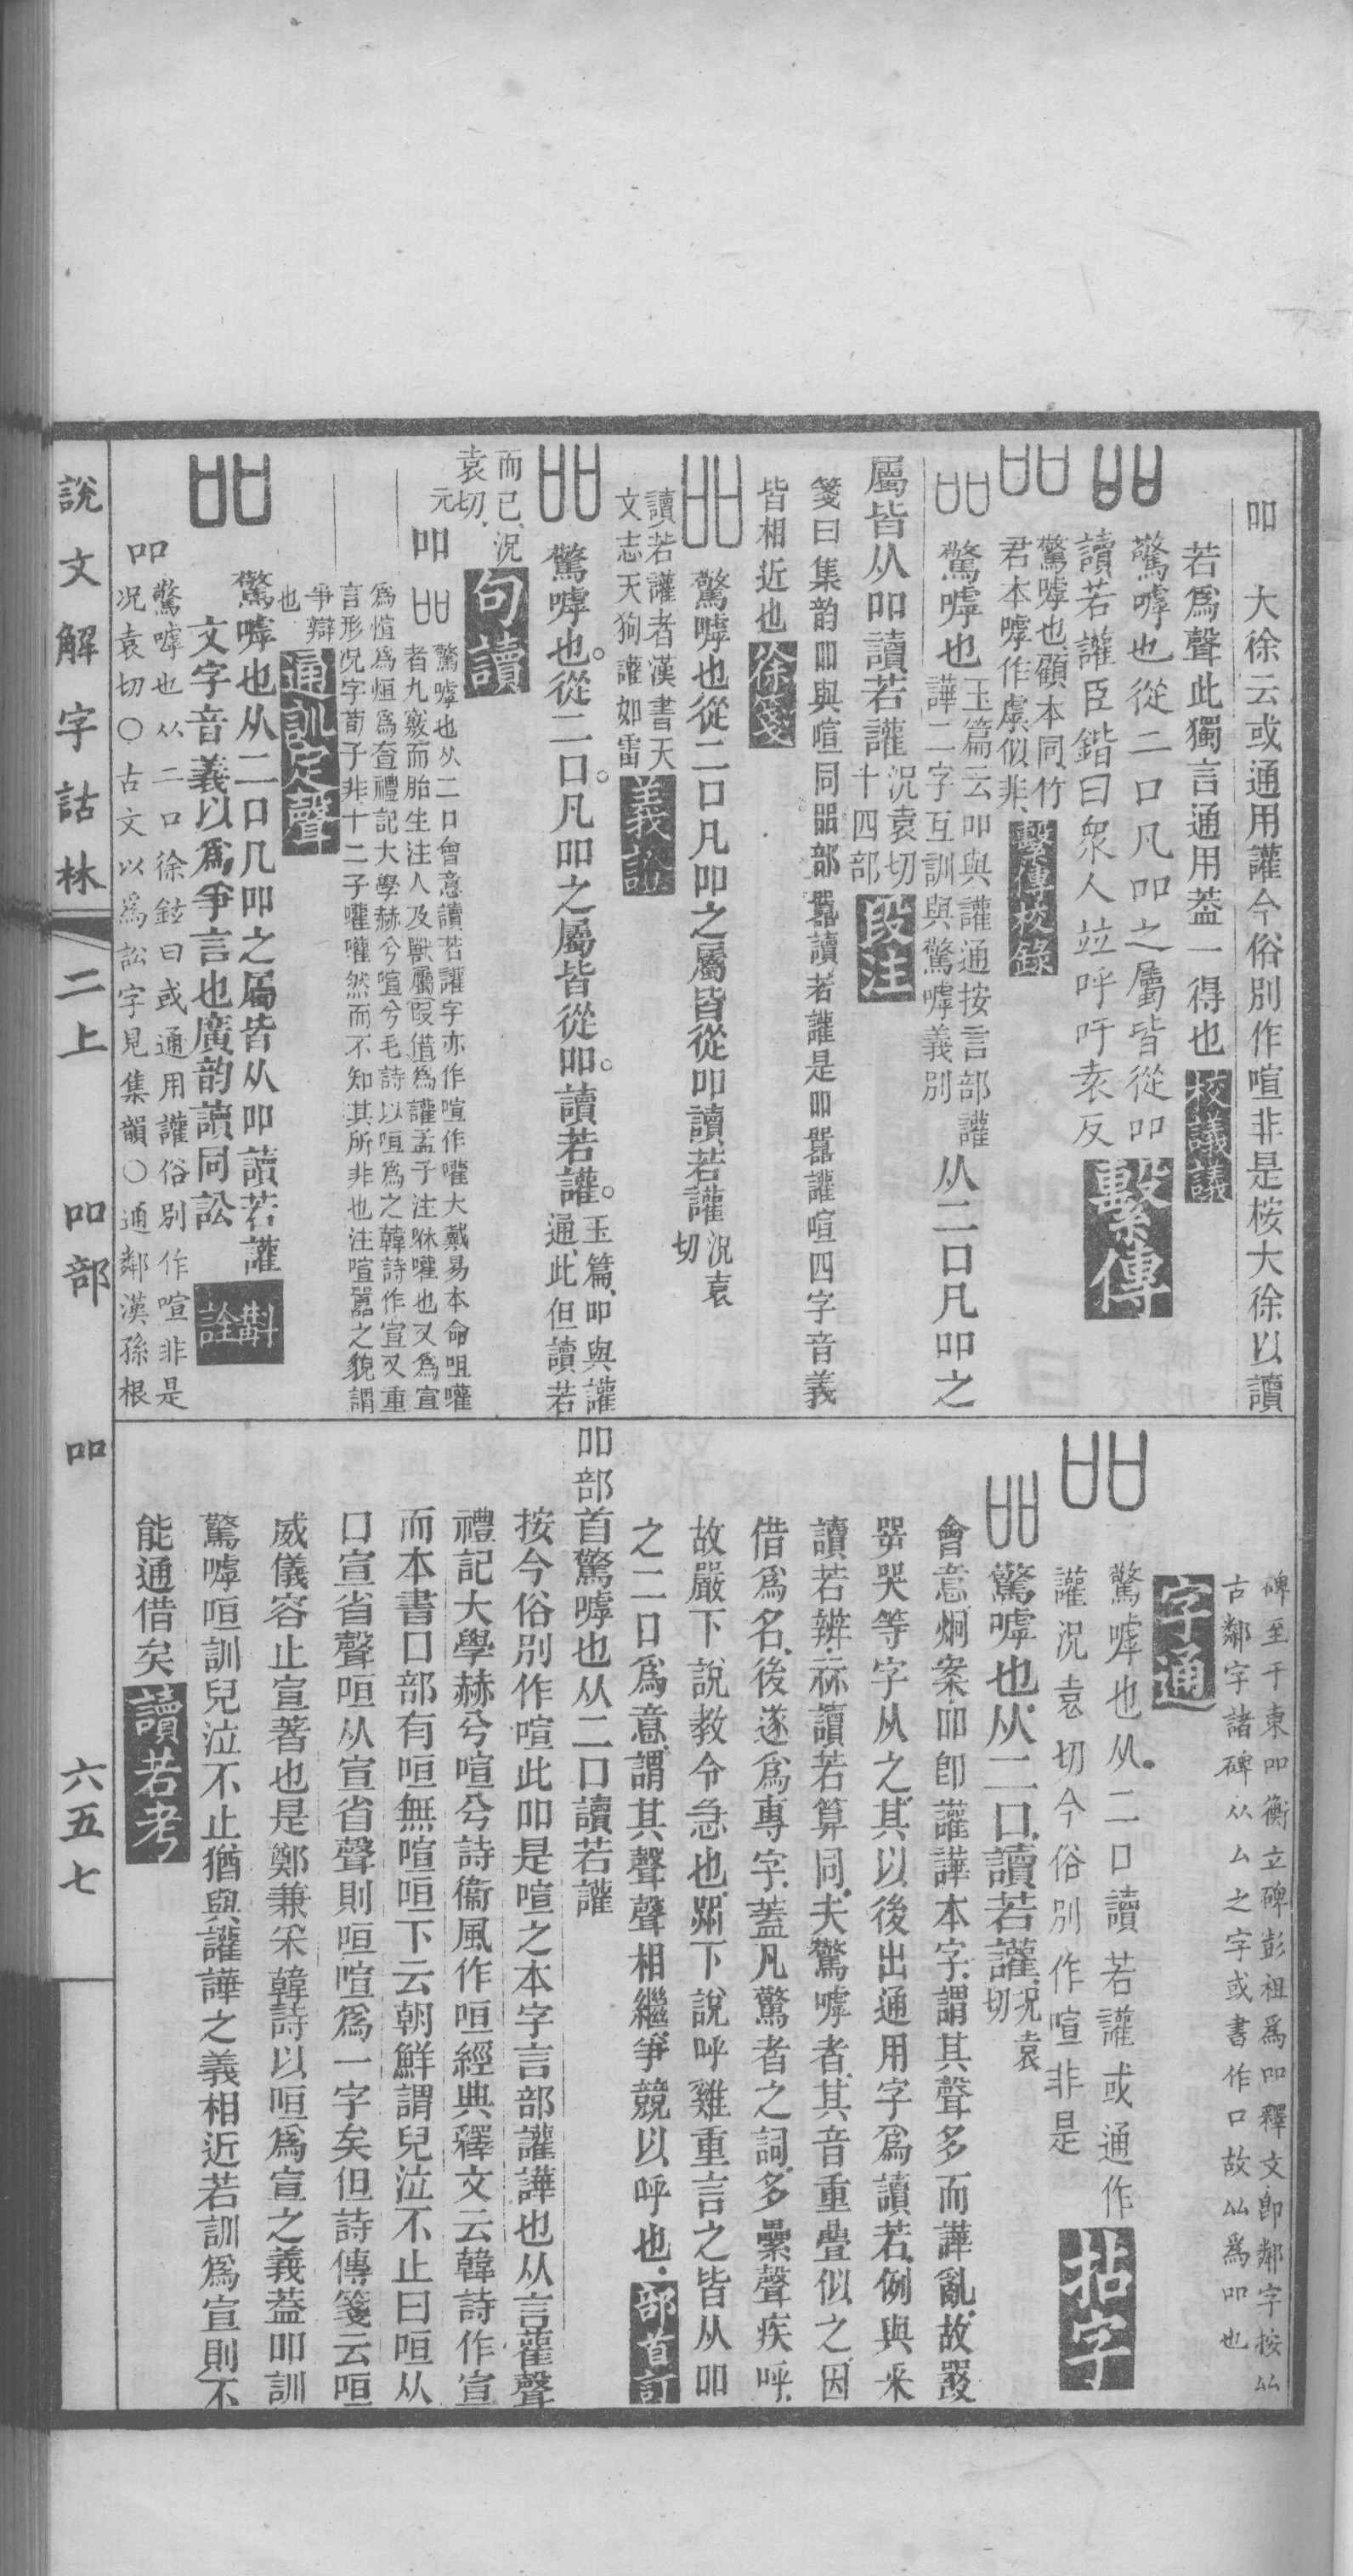 吅　大徐云或通用讙今俗別作喧非是桉大徐以讀
若爲聲此獨言通用蓋一得也　校議議
驚嘑也從二口凡吅之屬皆從吅
讀若讙臣鍇曰衆人竝呼吁袁反　繫傳
驚嘑也顧本同竹
君本嘑作虖似非　繫傳校錄
驚嘑也
玉篇云吅與讙通按言部讙
譁二字互訓與驚嘑義別
从二口凡吅之
屬皆从吅讀若讙
況袁切
十四部
段注
箋曰集韵吅與喧同㗊部囂讀若讙是吅囂讙喧四字音義
皆相近也　徐箋
驚嘑也從二口凡吅之屬皆從吅讀若讙
況袁
切
讀若讙者漢書天
文志天狗讙如雷
義證
驚嘑也。從二口。凡吅之屬皆從吅。讀若讙。
玉篇、吅與讙
通、此但讀若
而已、況
袁切、
元
句讀
吅
驚嘑也从二口會意讀若讙字亦作喧作嚾大戴易本命咀嚾
者九竅而胎生注人及獸屬叚借爲讙孟子注咻嚾也又爲宣
爲愃爲烜爲查禮記大學赫兮喧兮毛詩以咺爲之韓詩作宣又重
言形況字荀子非十二子嚾嚾然而不知其所非也注喧囂之貌謂
爭辯
也
通訓定聲
驚嘑也从二口凡吅之屬皆从吅讀若讙
文字音義以爲爭言也廣韵讀同訟　斠詮
吅
驚嘑也从二口徐鉉曰或通用讙俗別作喧非是
况袁切○古文以爲訟字見集韻○通鄰漢孫根
碑至于東吅衡立碑彭祖爲吅釋文即鄰字按厸
古鄰字諸碑从厶之字或書作口故厸爲吅也
字通
驚嘑也从二口讀若讙或通作
讙況袁切今俗別作喧非是　拈字
驚嘑也从二口讀若讙
況袁
切
會意炯案吅卽讙譁本字謂其聲多而譁亂故㗊
㗊哭等字从之其以後出通用字爲讀若例與釆
讀若辨祘讀若算同夫驚嘑者其音重疊似之因
借爲名後遂爲專字蓋凡驚者之詞多纍聲疾呼
故嚴下說教令急也喌下說呼雞重言之皆从吅
之二口爲意謂其聲聲相繼爭競以呼也　部首訂
吅部首驚嘑也从二口讀若讙
按今俗別作喧此吅是喧之本字言部讙譁也从言雚聲
禮記大學赫兮喧兮詩衞風作咺經典釋文云韓詩作宣
而本書口部有咺無喧咺下云朝鮮謂兒泣不止曰咺从
口宣省聲咺从宣省聲則咺喧爲一字矣但詩傳箋云咺
威儀容止宣著也是鄭兼采韓詩以咺爲宣之義蓋吅訓
驚嘑咺訓兒泣不止猶與讙譁之義相近若訓爲宣則不
能通借矣　讀若考
說文解字詁林　二上　吅部　吅　六五七